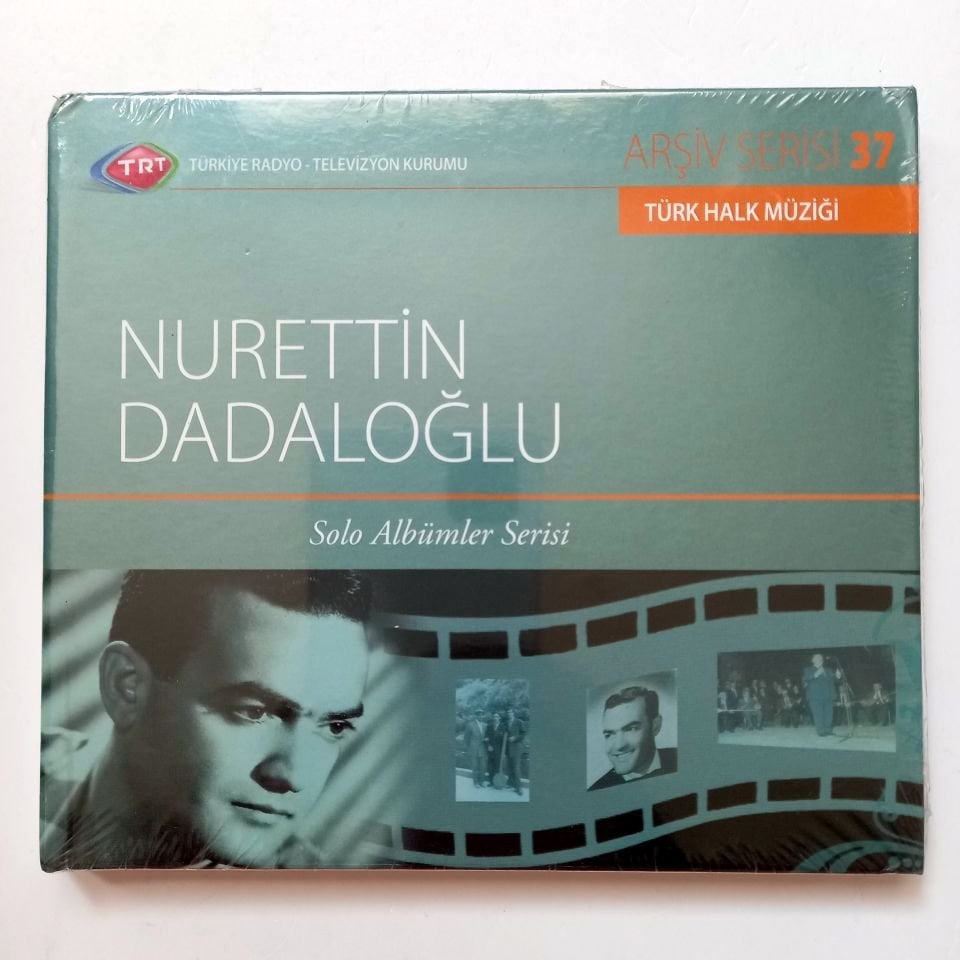 TRT
TÜRKİYE RADYO - TELEVİZYON KURUMU
ARŞİV SERİSİ 37
TÜRK HALK MÜZİĞİ
NURETTİN
DADALOĞLU
Solo Albümler Serisi